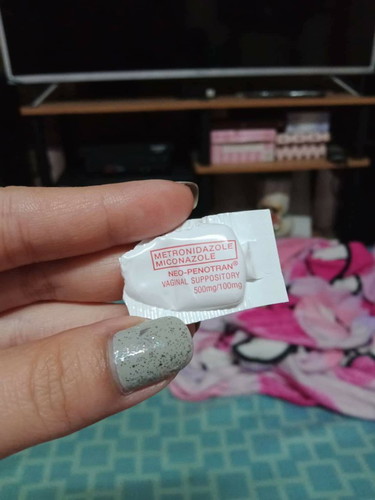 METRONIDAZOLE
MICONAZOLE
NEO-PENOTRAN®
VAGINAL SUPPOSITORY
500mg/100mg